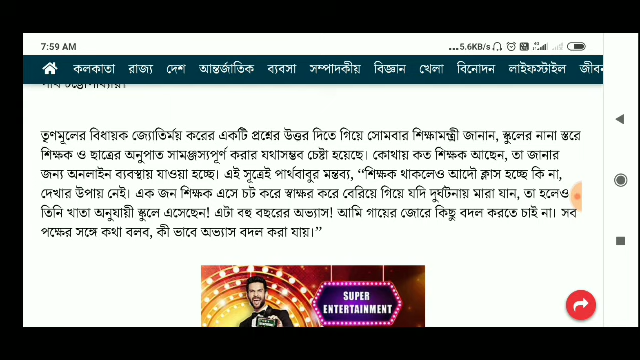 7:59 AM
...5.6KB/s
কলকাতা রাজ্য দেশ আন্তর্জাতিক ব্যবসা সম্পাদকীয় বিজ্ঞান খেলা বিনোদন লাইফস্টাইল জীবন
পার্থ চট্টোপাধ্যায়।
তৃণমূলের বিধায়ক জ্যোতির্ময় করের একটি প্রশ্নের উত্তর দিতে গিয়ে সোমবার শিক্ষামন্ত্রী জানান, স্কুলের নানা স্তরে
শিক্ষক ও ছাত্রের অনুপাত সামঞ্জস্যপূর্ণ করার যথাসম্ভব চেষ্টা হয়েছে। কোথায় কত শিক্ষক আছেন, তা জানার
জন্য অনলাইন ব্যবস্থায় যাওয়া হচ্ছে। এই সূত্রেই পার্থবাবুর মন্তব্য, ‘‘শিক্ষক থাকলেও আদৌ ক্লাস হচ্ছে কি না,
দেখার উপায় নেই। এক জন শিক্ষক এসে চট করে স্বাক্ষর করে বেরিয়ে গিয়ে যদি দুর্ঘটনায় মারা যান, তা হলেও
তিনি খাতা অনুযায়ী স্কুলে এসেছেন! এটা বহু বছরের অভ্যাস! আমি গায়ের জোরে কিছু বদল করতে চাই না। সব
পক্ষের সঙ্গে কথা বলব, কী ভাবে অভ্যাস বদল করা যায়।’’
SUPER
ENTERTAINMENT